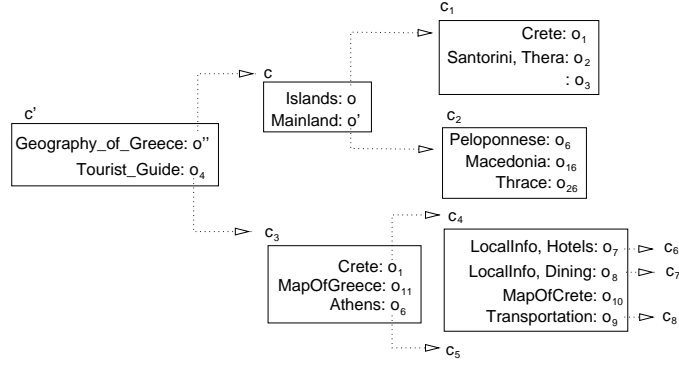 c'
Geography_of_Greece: o''
Tourist_Guide: o4
c
Islands: o
Mainland: o'
c1
Crete: o1
Santorini, Thera: o2
: o3
c2
Peloponnese: o6
Macedonia: o16
Thrace: o26
c3
Crete: o1
MapOfGreece: o11
Athens: o6
c4
LocalInfo, Hotels: o7
c6
LocalInfo, Dining: o8
c7
MapOfCrete: o10
Transportation: o9
c8
c5